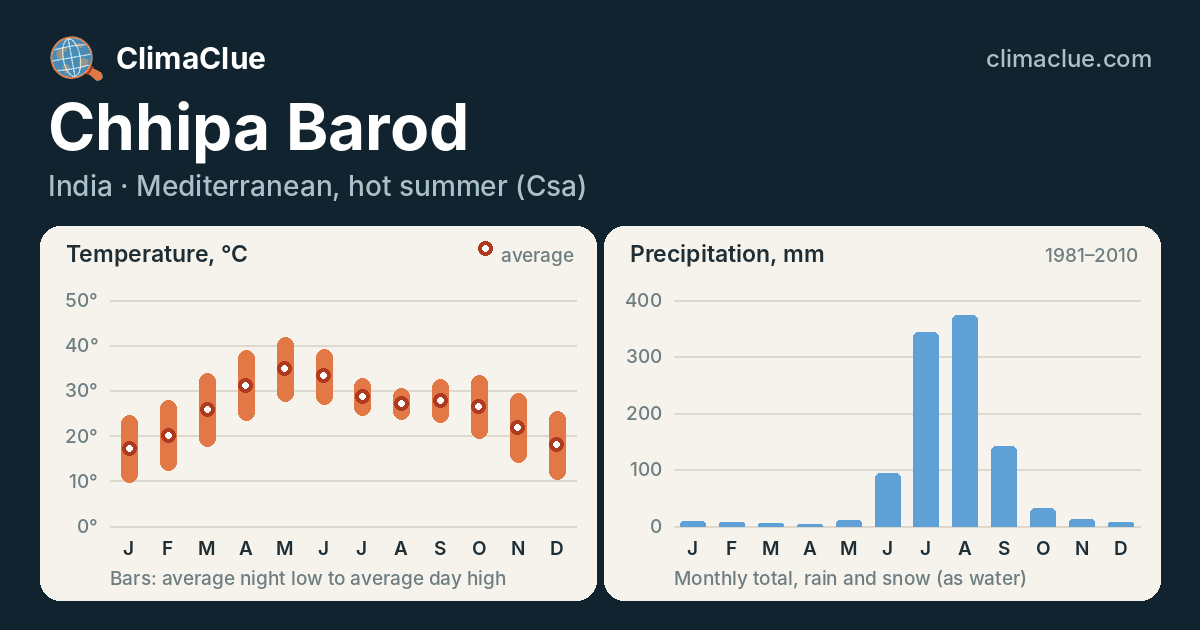 ClimaClue
climaclue.com
Chhipa Barod
India · Mediterranean, hot summer (Csa)
Temperature, °C
average
50°
40°
30°
20°
10°
0°
J F M A M J J A S O N D
Bars: average night low to average day high
Precipitation, mm
1981–2010
400
300
200
100
0
J F M A M J J A S O N D
Monthly total, rain and snow (as water)